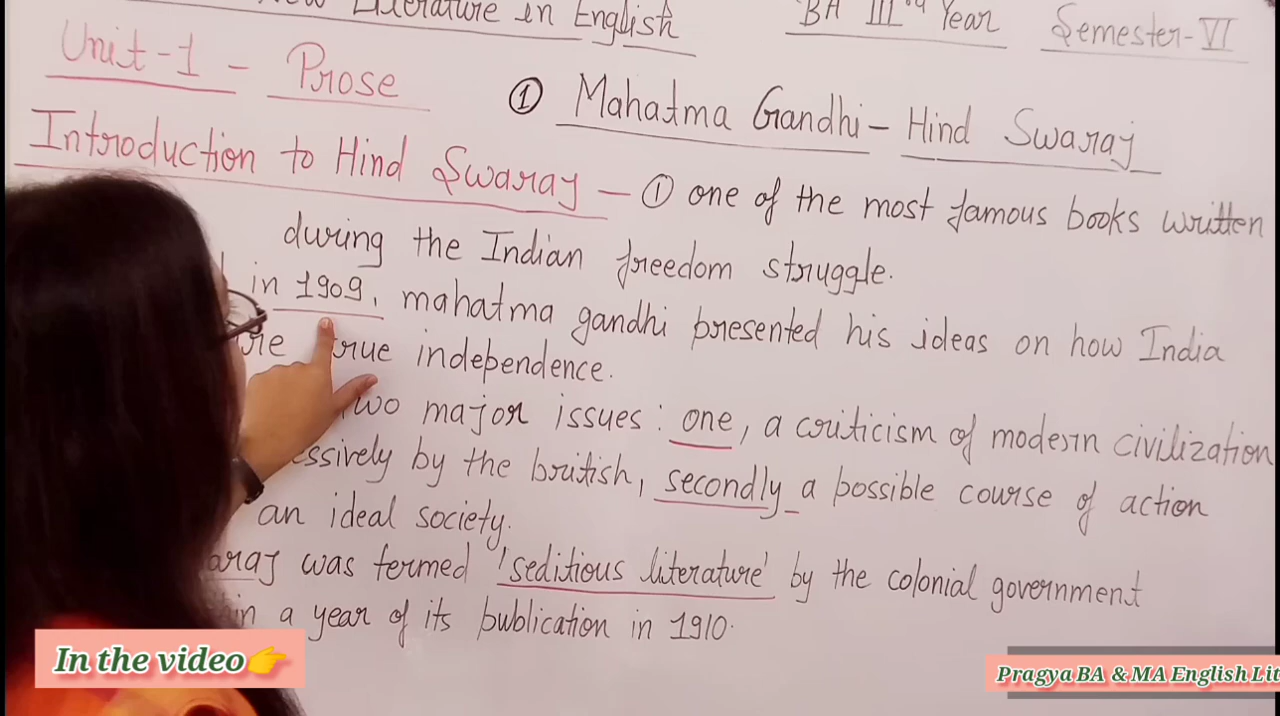 Literature in English BA IIIrd Year Semester-VI
Unit-1 - Prose
① Mahatma Gandhi - Hind Swaraj
Introduction to Hind Swaraj - ① one of the most famous books written
during the Indian freedom struggle.
in 1909, mahatma gandhi presented his ideas on how India
true independence.
two major issues: one, a criticism of modern civilization
by the british, secondly a possible course of action
an ideal society.
was termed 'seditious literature' by the colonial government
a year of its publication in 1910.
In the video👉
Pragya BA & MA English Lit